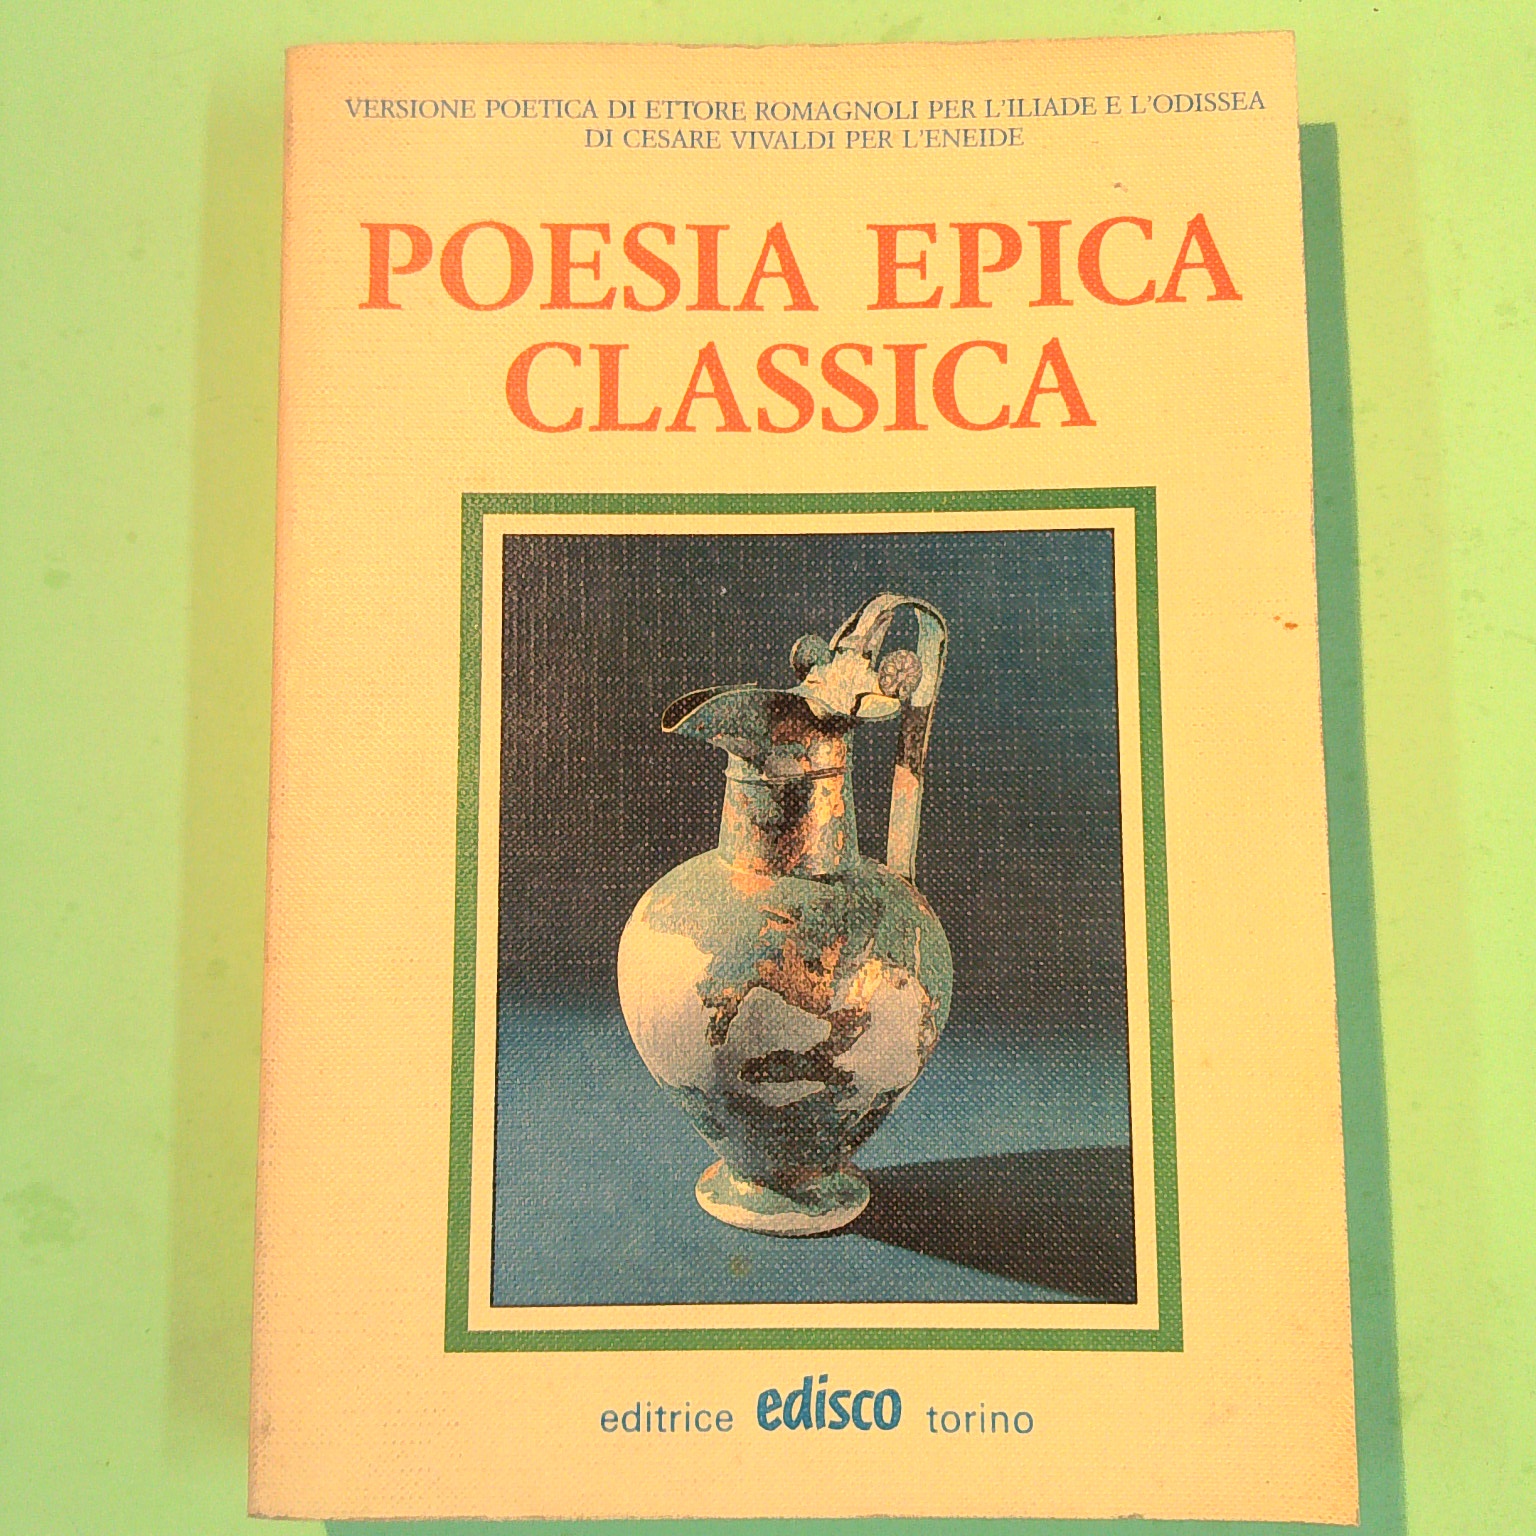 VERSIONE POETICA DI ETTORE ROMAGNOLI PER L'ILIADE E L'ODISSEA
DI CESARE VIVALDI PER L'ENEIDE
POESIA EPICA
CLASSICA
editrice edisco torino